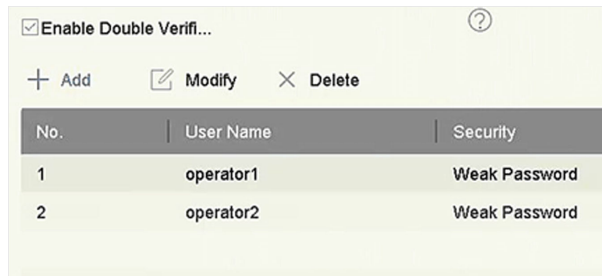 Enable Double Verifi...
?
Add Modify Delete
No. User Name Security
1 operator1 Weak Password
2 operator2 Weak Password